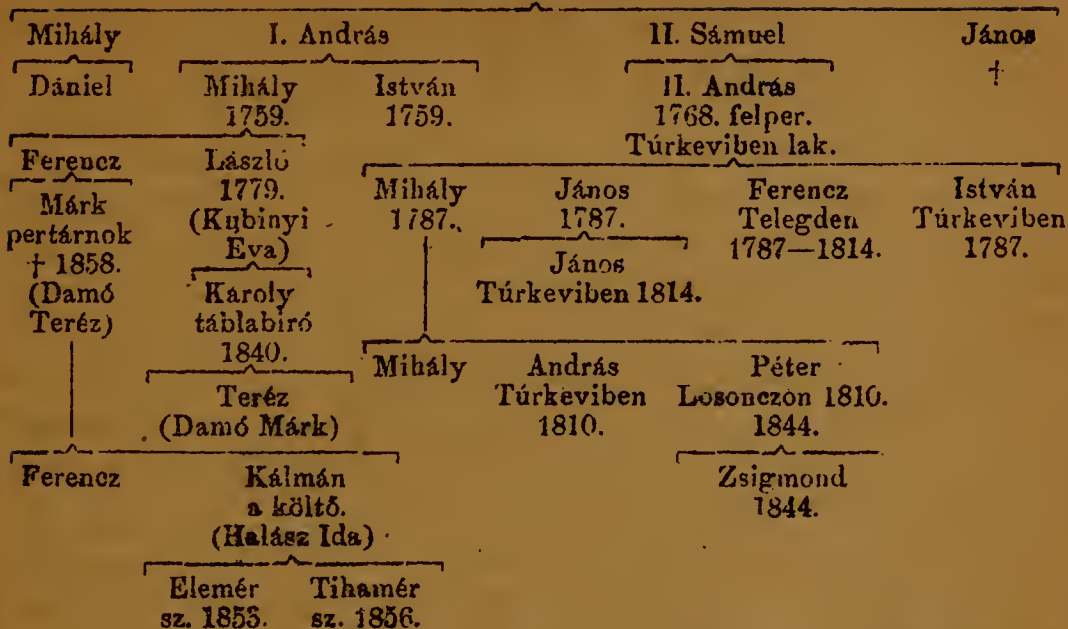 Mihály I. András II. Sámuel János
Dániel Mihály István II. András †
1759. 1759. 1768. felper.
Túrkeviben lak.
Ferencz László Mihály János Ferencz István
Márk 1779. 1787. 1787. Telegden Túrkeviben
pertárnok (Kubinyi 1787—1814. 1787.
† 1858. Eva) János
(Damó Károly Túrkeviben 1814.
Teréz) táblabiró
1840. Mihály András Péter
Teréz Túrkeviben Losonczon 1810.
(Damó Márk) 1810. 1844.
Ferencz Kálmán Zsigmond
a költő. 1844.
(Halász Ida)
Elemér Tihamér
sz. 1853. sz. 1856.